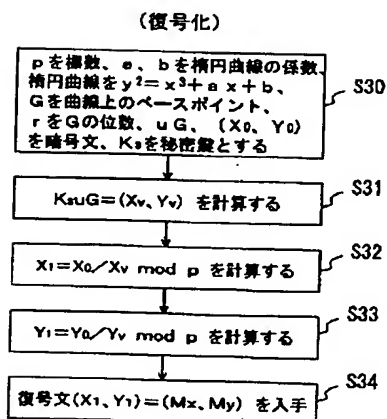 (復号化)
pを標数、a、bを楕円曲線の係数、
楕円曲線をy²=x³+ax+b、
Gを曲線上のベースポイント、
rをGの位数、uG、(X₀、Y₀)
を暗号文、Ksを秘密鍵とする
S30
KsuG=(Xv、Yv)を計算する
S31
X₁=X₀/Xv mod pを計算する
S32
Y₁=Y₀/Yv mod pを計算する
S33
復号文(X₁、Y₁)=(Mx、My)を入手
S34